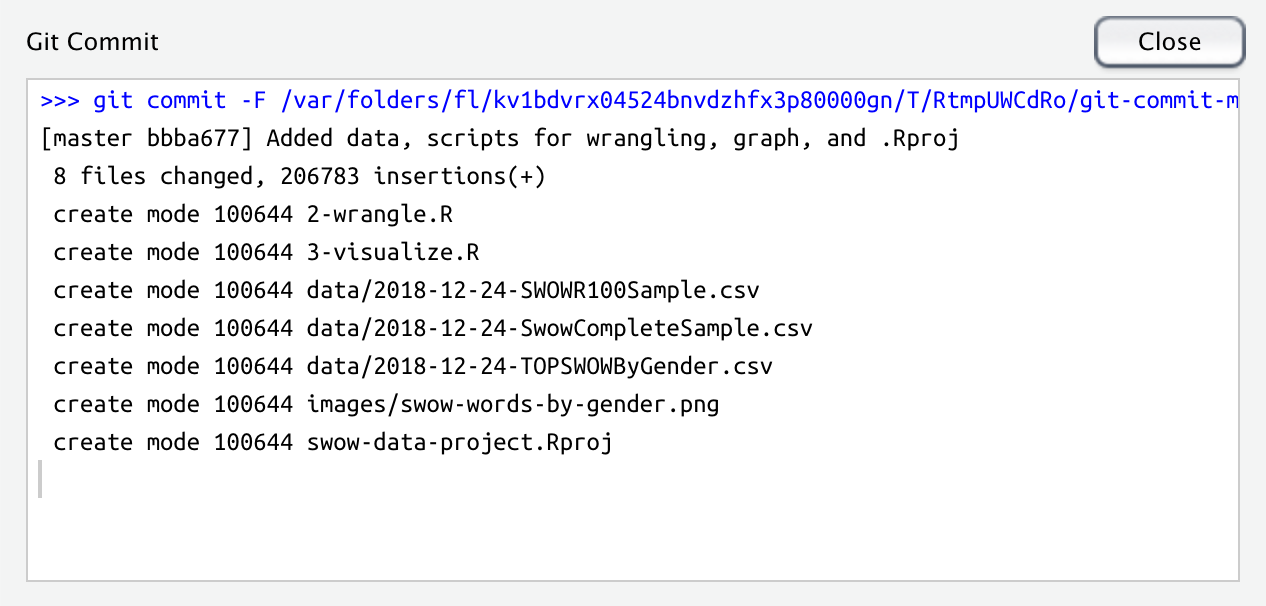 Git Commit
Close
>>> git commit -F /var/folders/fl/kv1bdvrx04524bnvdzhfx3p80000gn/T/RtmpUWCdRo/git-commit-m
[master bbba677] Added data, scripts for wrangling, graph, and .Rproj
8 files changed, 206783 insertions(+)
create mode 100644 2-wrangle.R
create mode 100644 3-visualize.R
create mode 100644 data/2018-12-24-SWOWR100Sample.csv
create mode 100644 data/2018-12-24-SwowCompleteSample.csv
create mode 100644 data/2018-12-24-TOPSWOWByGender.csv
create mode 100644 images/swow-words-by-gender.png
create mode 100644 swow-data-project.Rproj